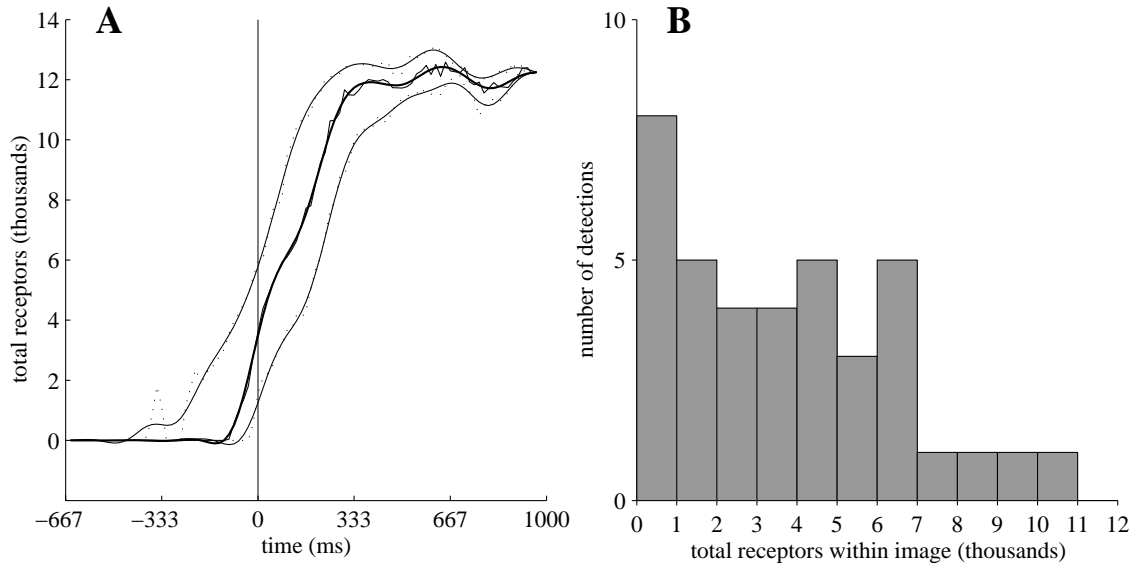 A
total receptors (thousands)
14
12
10
8
6
4
2
0
−667 −333 0 333 667 1000
time (ms)
B
number of detections
10
5
0
0 1 2 3 4 5 6 7 8 9 10 11 12
total receptors within image (thousands)